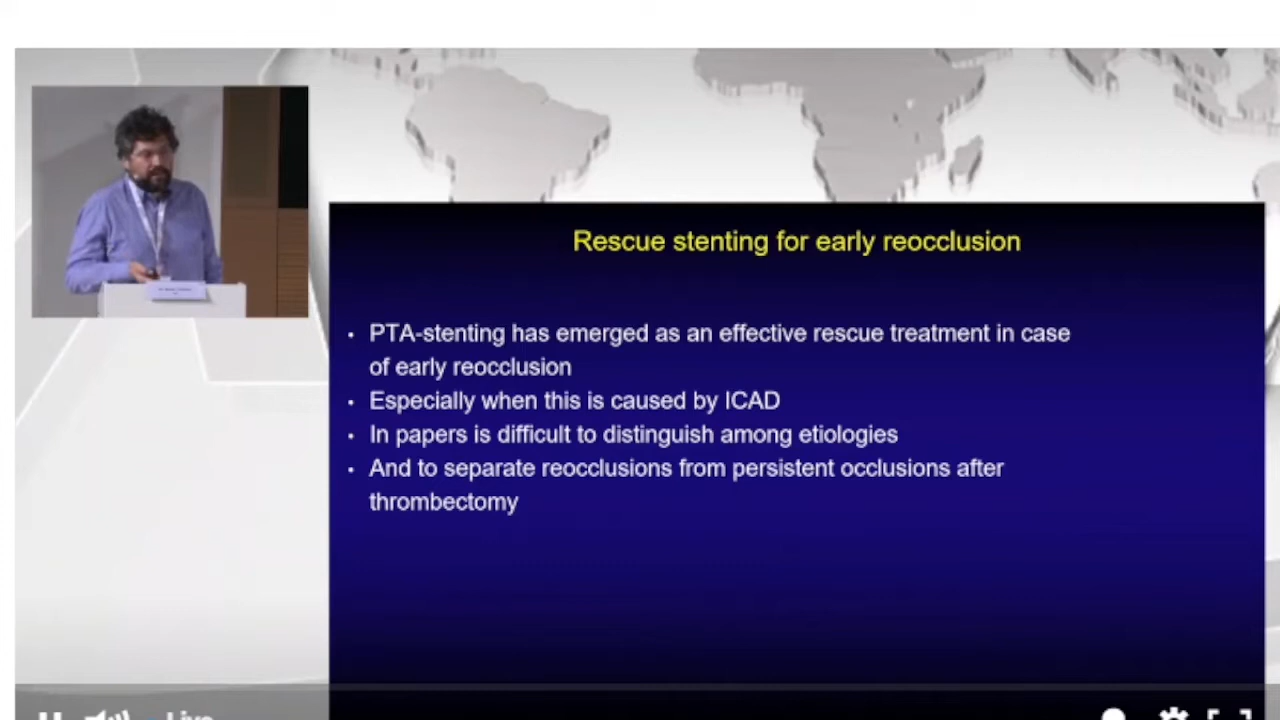 Rescue stenting for early reocclusion
• PTA-stenting has emerged as an effective rescue treatment in case
of early reocclusion
• Especially when this is caused by ICAD
• In papers is difficult to distinguish among etiologies
• And to separate reocclusions from persistent occlusions after
thrombectomy
Live